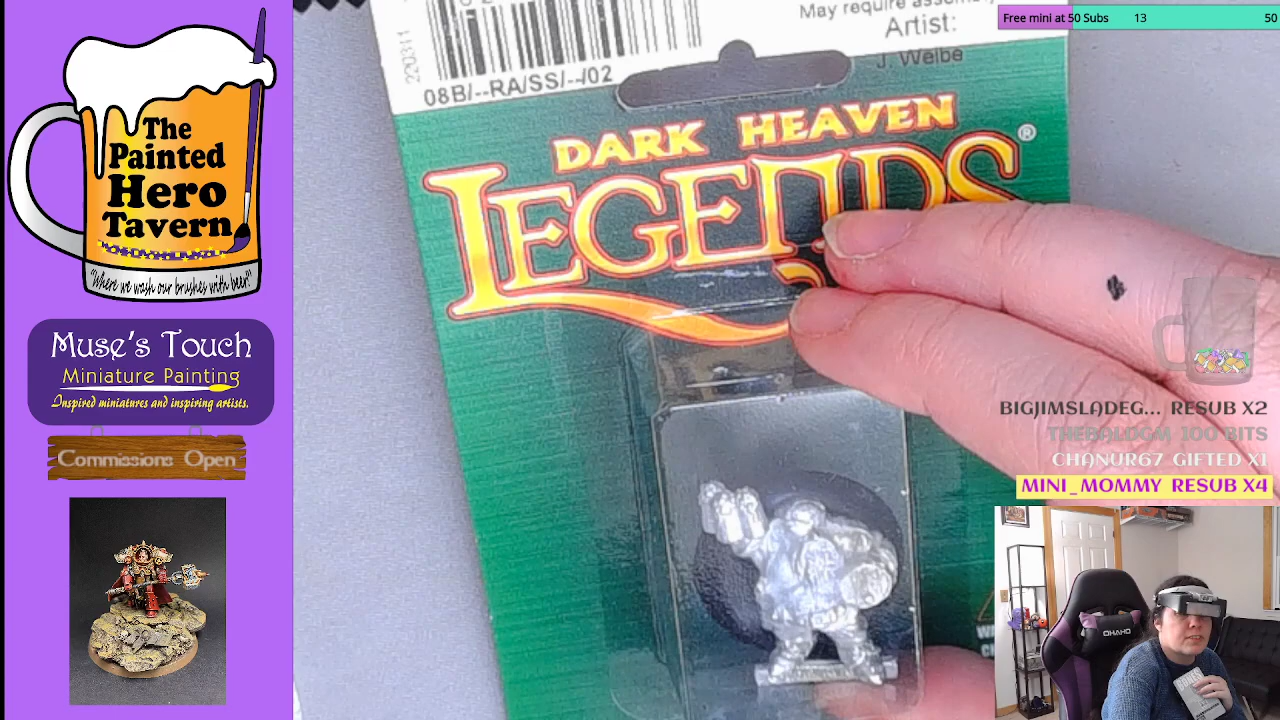 The
Painted
Hero
Tavern
"Where we wash our brushes with beer!"
Muse's Touch
Miniature Painting
Inspired miniatures and inspiring artists.
Commissions Open
May require assembly
Artist:
J. Weibe
08B/--RA/SS/--/02
DARK HEAVEN
LEGENDS®
Free mini at 50 Subs 13 50
BIGJIMSLADEG... RESUB X2
THEBALDGM 100 BITS
CHANUR67 GIFTED X1
MINI_MOMMY RESUB X4
OHAHO